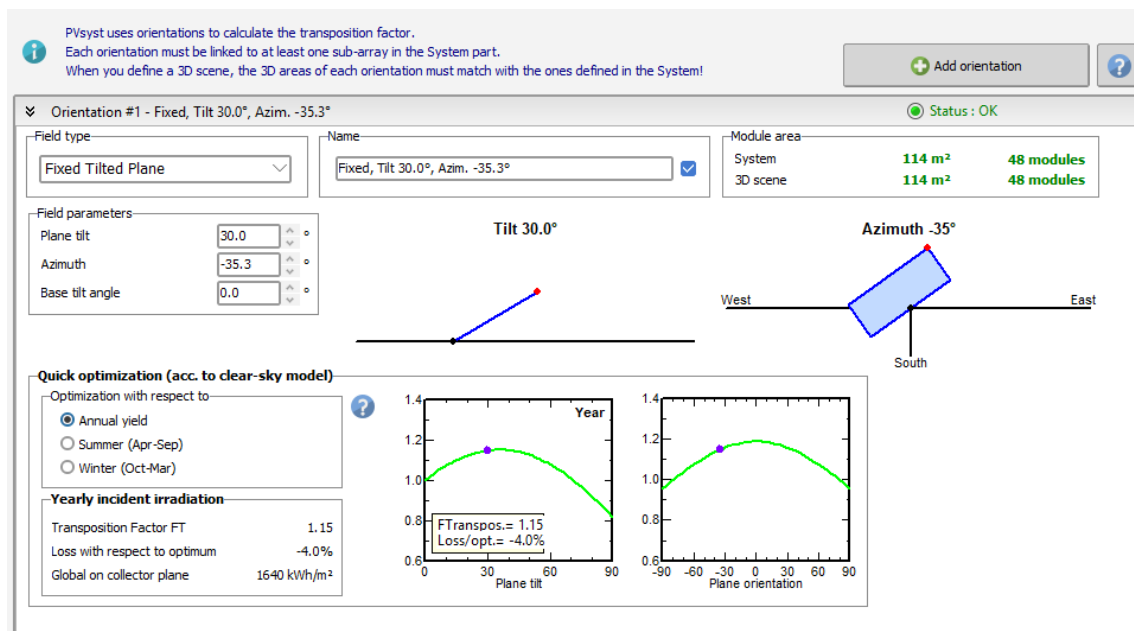 PVsyst uses orientations to calculate the transposition factor.
Each orientation must be linked to at least one sub-array in the System part.
When you define a 3D scene, the 3D areas of each orientation must match with the ones defined in the System!
Add orientation
?
Orientation #1 - Fixed, Tilt 30.0°, Azim. -35.3°
Status : OK
Field type
Fixed Tilted Plane
Name
Fixed, Tilt 30.0°, Azim. -35.3°
Module area
System 114 m² 48 modules
3D scene 114 m² 48 modules
Field parameters
Plane tilt 30.0 °
Azimuth -35.3 °
Base tilt angle 0.0 °
Tilt 30.0°
Azimuth -35°
West
East
South
Quick optimization (acc. to clear-sky model)
Optimization with respect to
Annual yield
Summer (Apr-Sep)
Winter (Oct-Mar)
?
Yearly incident irradiation
Transposition Factor FT 1.15
Loss with respect to optimum -4.0%
Global on collector plane 1640 kWh/m²
Year
1.4
1.2
1.0
0.8
0.6
FTranspos.= 1.15
Loss/opt.= -4.0%
0 30 60 90
Plane tilt
1.4
1.2
1.0
0.8
0.6
-90 -60 -30 0 30 60 90
Plane orientation